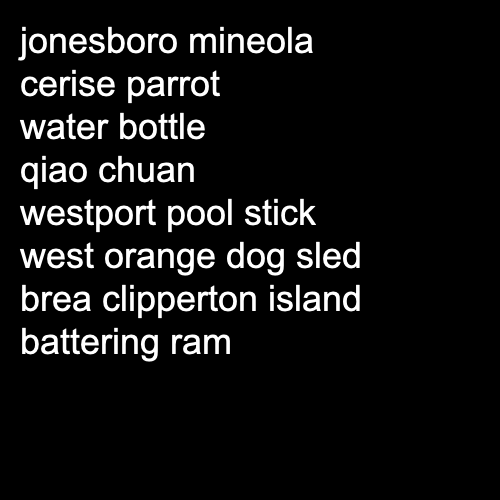 jonesboro mineola
cerise parrot
water bottle
qiao chuan
westport pool stick
west orange dog sled
brea clipperton island
battering ram